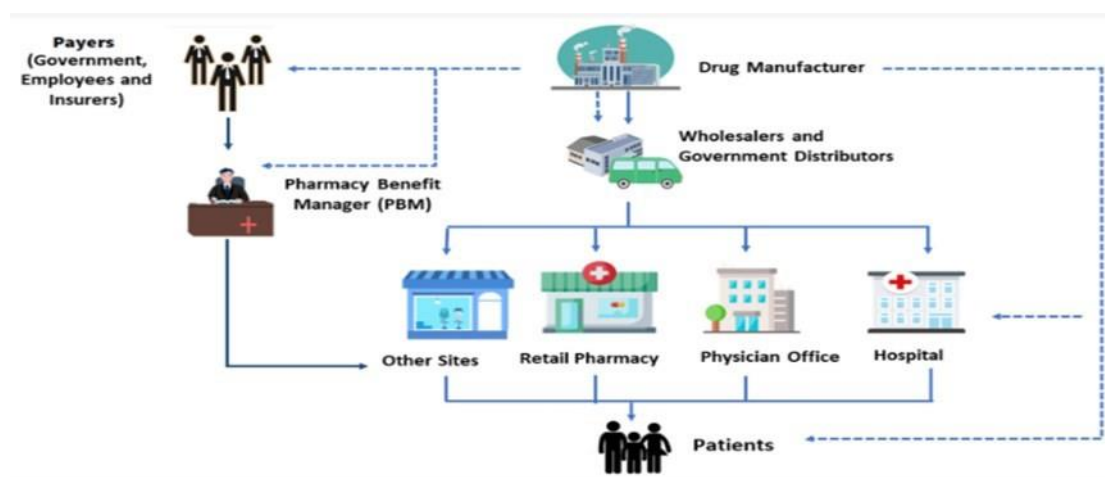 Payers
(Government,
Employees and
Insurers)
Drug Manufacturer
Wholesalers and
Government Distributors
Pharmacy Benefit
Manager (PBM)
Other Sites
Retail Pharmacy
Physician Office
Hospital
Patients